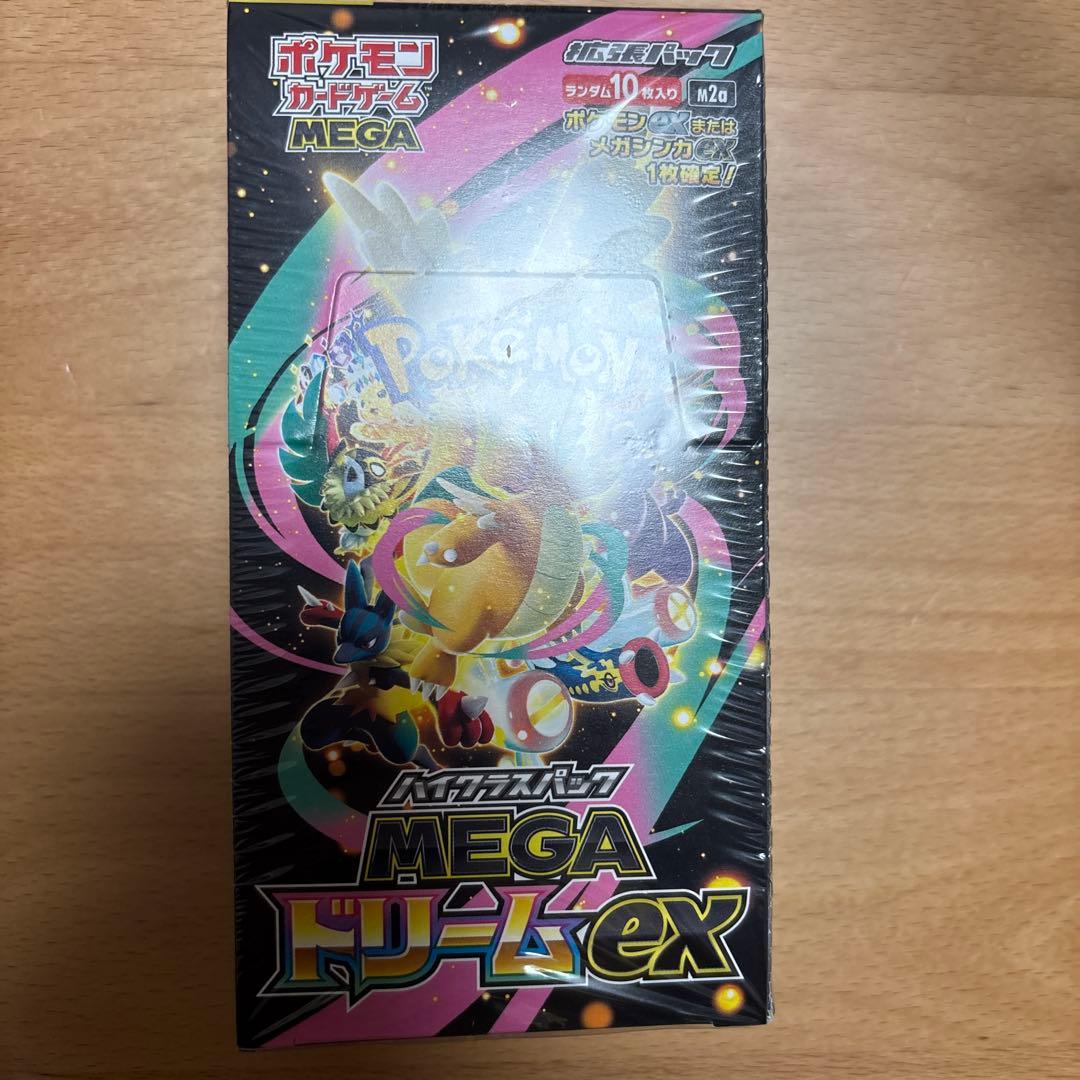 ポケモン
カードゲーム™
MEGA
拡張パック
ランダム10枚入り M2a
ポケモンexまたは
メガシンカex
1枚確定!
POKÉMON
ハイクラスパック
MEGA
ドリームex